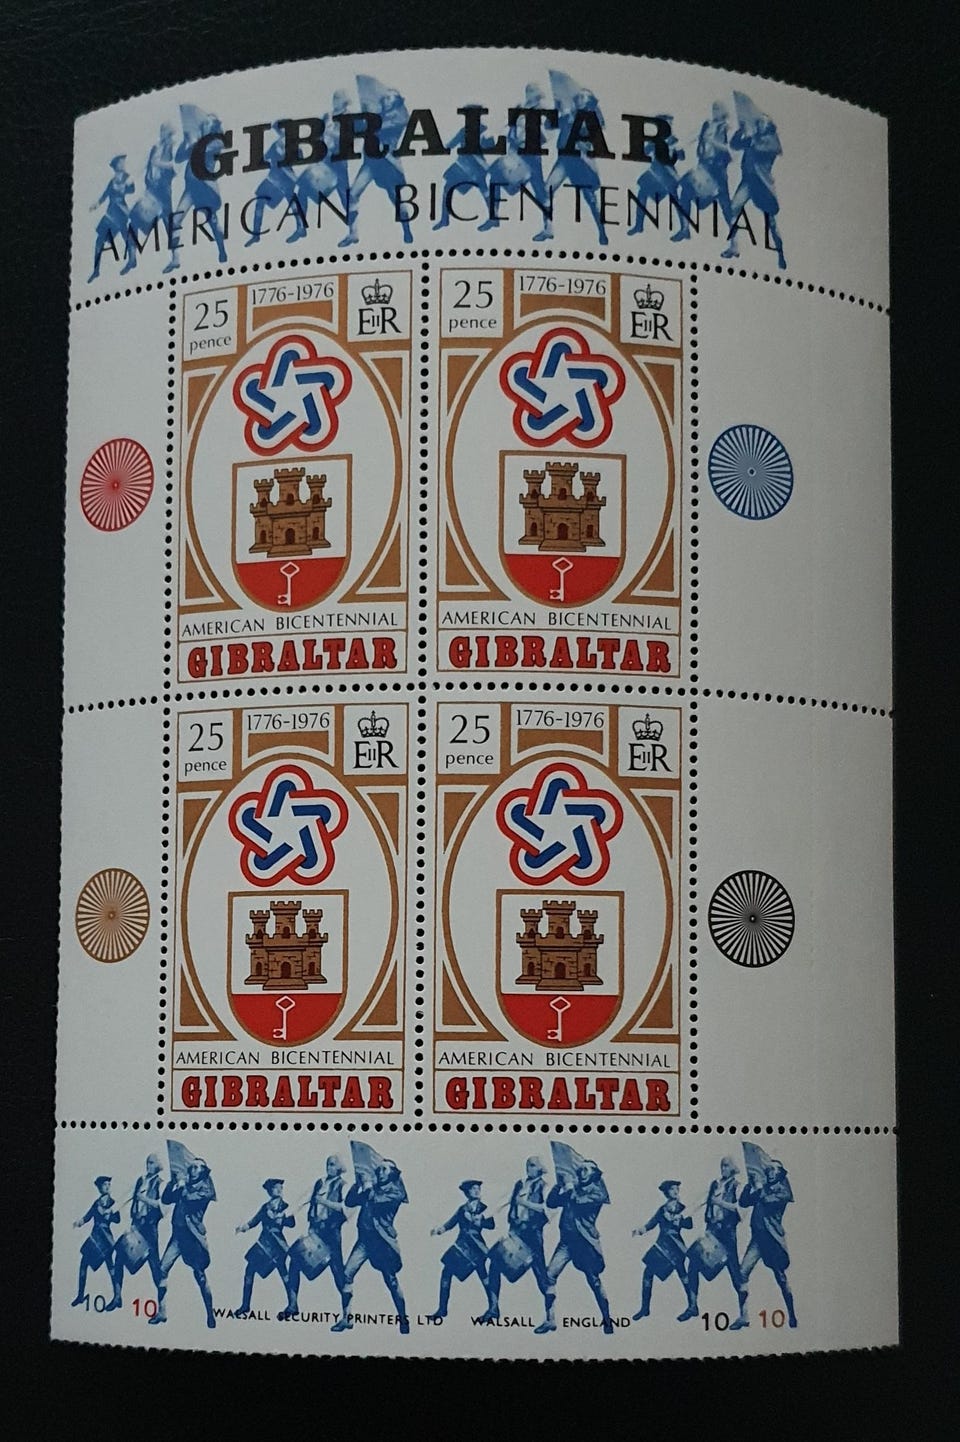 GIBRALTAR
AMERICAN BICENTENNIAL
25 pence 1776-1976 EIIR
AMERICAN BICENTENNIAL
GIBRALTAR
25 pence 1776-1976 EIIR
AMERICAN BICENTENNIAL
GIBRALTAR
25 pence 1776-1976 EIIR
AMERICAN BICENTENNIAL
GIBRALTAR
25 pence 1776-1976 EIIR
AMERICAN BICENTENNIAL
GIBRALTAR
10 10 WALSALL SECURITY PRINTERS LTD WALSALL ENGLAND 10 10